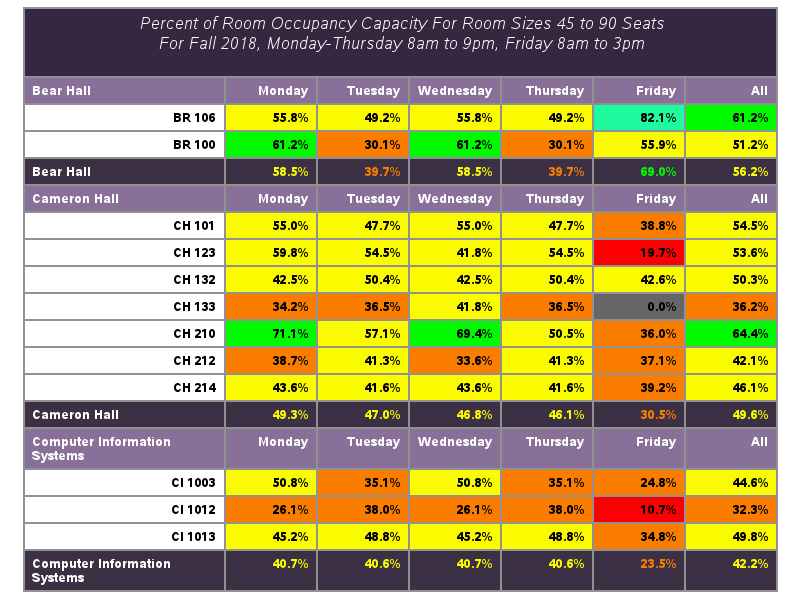 Percent of Room Occupancy Capacity For Room Sizes 45 to 90 Seats
For Fall 2018, Monday-Thursday 8am to 9pm, Friday 8am to 3pm
Bear Hall Monday Tuesday Wednesday Thursday Friday All
BR 106 55.8% 49.2% 55.8% 49.2% 82.1% 61.2%
BR 100 61.2% 30.1% 61.2% 30.1% 55.9% 51.2%
Bear Hall 58.5% 39.7% 58.5% 39.7% 69.0% 56.2%
Cameron Hall Monday Tuesday Wednesday Thursday Friday All
CH 101 55.0% 47.7% 55.0% 47.7% 38.8% 54.5%
CH 123 59.8% 54.5% 41.8% 54.5% 19.7% 53.6%
CH 132 42.5% 50.4% 42.5% 50.4% 42.6% 50.3%
CH 133 34.2% 36.5% 41.8% 36.5% 0.0% 36.2%
CH 210 71.1% 57.1% 69.4% 50.5% 36.0% 64.4%
CH 212 38.7% 41.3% 33.6% 41.3% 37.1% 42.1%
CH 214 43.6% 41.6% 43.6% 41.6% 39.2% 46.1%
Cameron Hall 49.3% 47.0% 46.8% 46.1% 30.5% 49.6%
Computer Information Monday Tuesday Wednesday Thursday Friday All
Systems
CI 1003 50.8% 35.1% 50.8% 35.1% 24.8% 44.6%
CI 1012 26.1% 38.0% 26.1% 38.0% 10.7% 32.3%
CI 1013 45.2% 48.8% 45.2% 48.8% 34.8% 49.8%
Computer Information 40.7% 40.6% 40.7% 40.6% 23.5% 42.2%
Systems